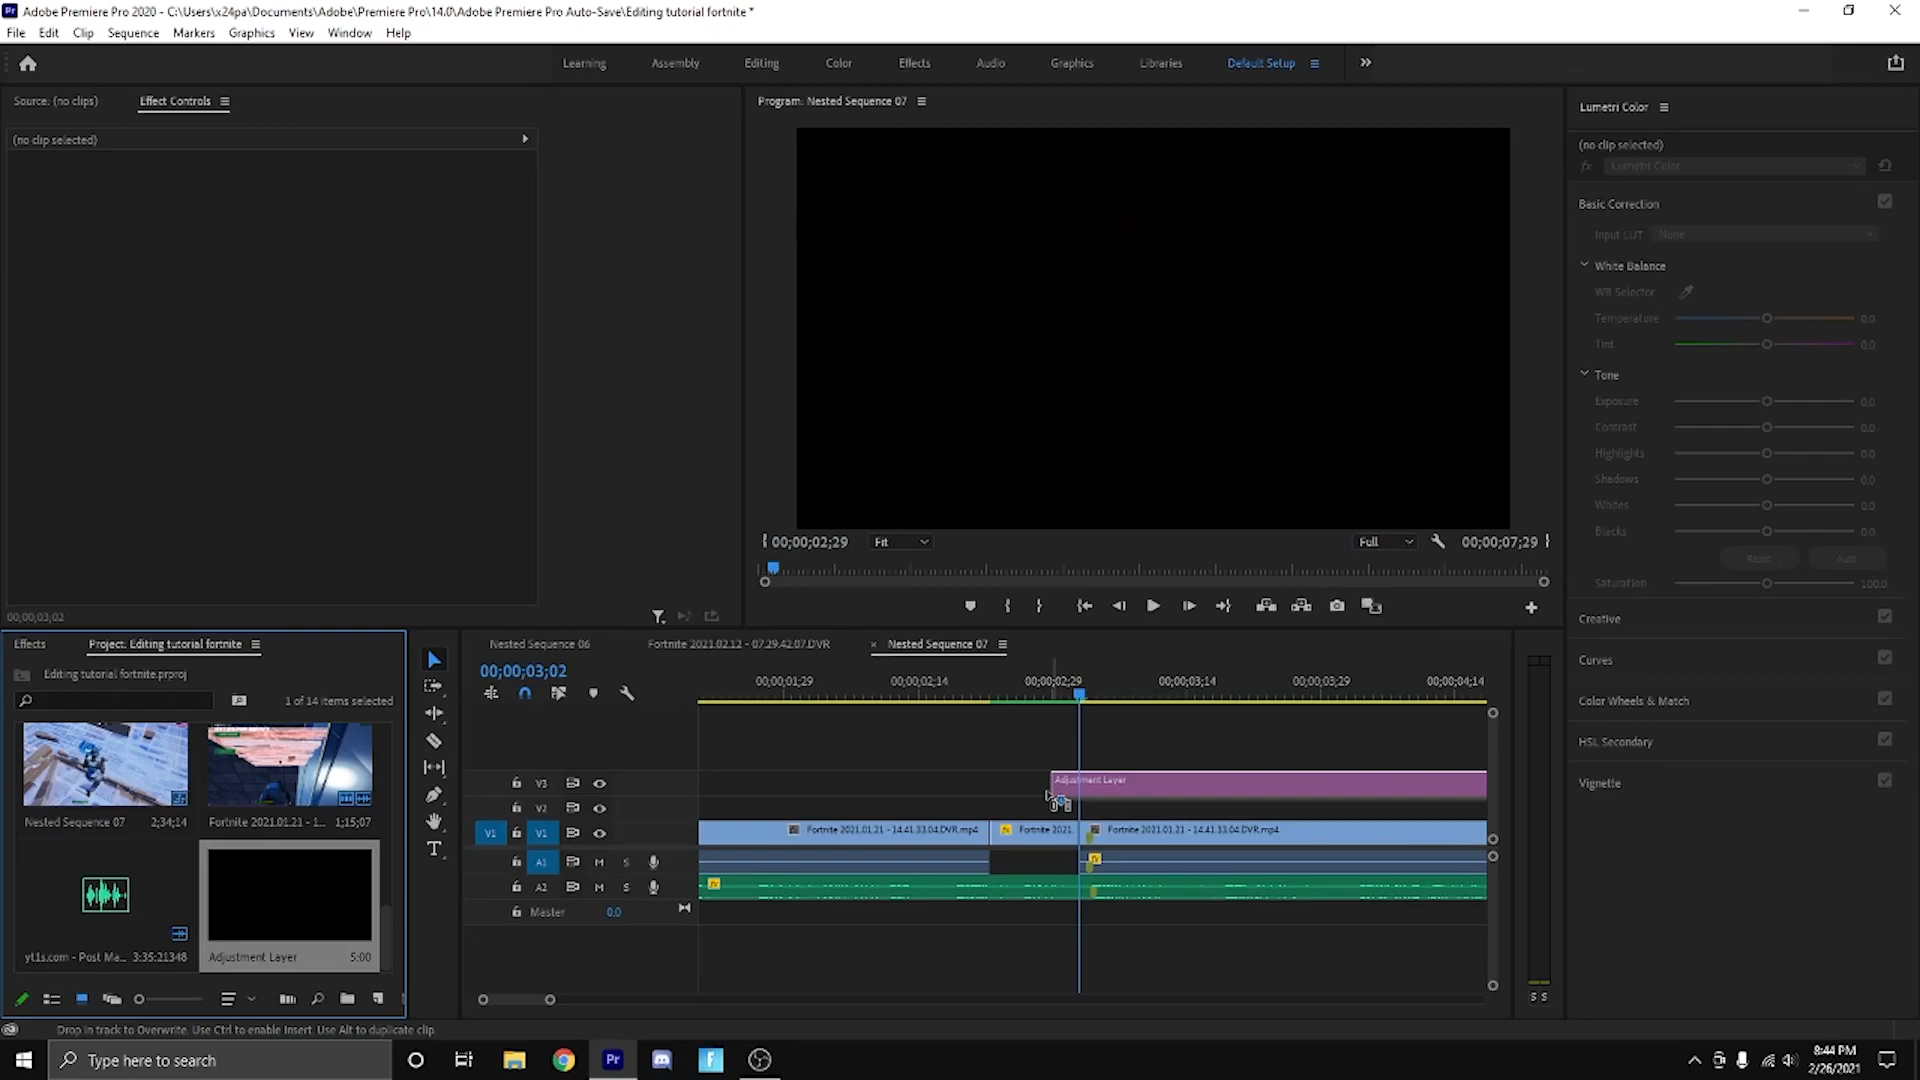 Adobe Premiere Pro 2020 - C:\Users\x24pa\Documents\Adobe\Premiere Pro\14.0\Adobe Premiere Pro Auto-Save\Editing tutorial fortnite *
File Edit Clip Sequence Markers Graphics View Window Help
Learning Assembly Editing Color Effects Audio Graphics Libraries Default Setup
Source: (no clips) Effect Controls
(no clip selected)
00;00;03;02
Program: Nested Sequence 07
00;00;02;29 Fit Full 00;00;07;29
Lumetri Color
(no clip selected)
fx Lumetri Color
Basic Correction
Input LUT None
White Balance
WB Selector
Temperature 0.0
Tint 0.0
Tone
Exposure 0.0
Contrast 0.0
Highlights 0.0
Shadows 0.0
Whites 0.0
Blacks 0.0
Reset Auto
Saturation 100.0
Creative
Curves
Color Wheels & Match
HSL Secondary
Vignette
Effects Project: Editing tutorial fortnite
Editing tutorial fortnite.prproj
1 of 14 items selected
Nested Sequence 07 2;34;14
Fortnite 2021.01.21 - 1... 1;15;07
yt1s.com - Post Ma... 3:35:21348
Adjustment Layer 5:00
Nested Sequence 06 Fortnite 2021.02.12 - 07.29.42.07.DVR × Nested Sequence 07
00;00;03;02
00;00;01;29 00;00;02;14 00;00;02;29 00;00;03;14 00;00;03;29 00;00;04;14
V3 Adjustment Layer
V2
V1 V1 Fortnite 2021.01.21 - 14.41.33.04.DVR.mp4 fx Fortnite 2021. Fortnite 2021.01.21 - 14.41.33.04.DVR.mp4
A1 M S fx
A2 M S fx
Master 0.0
S S
Drop in track to Overwrite. Use Ctrl to enable Insert. Use Alt to duplicate clip.
Type here to search
8:44 PM
2/26/2021